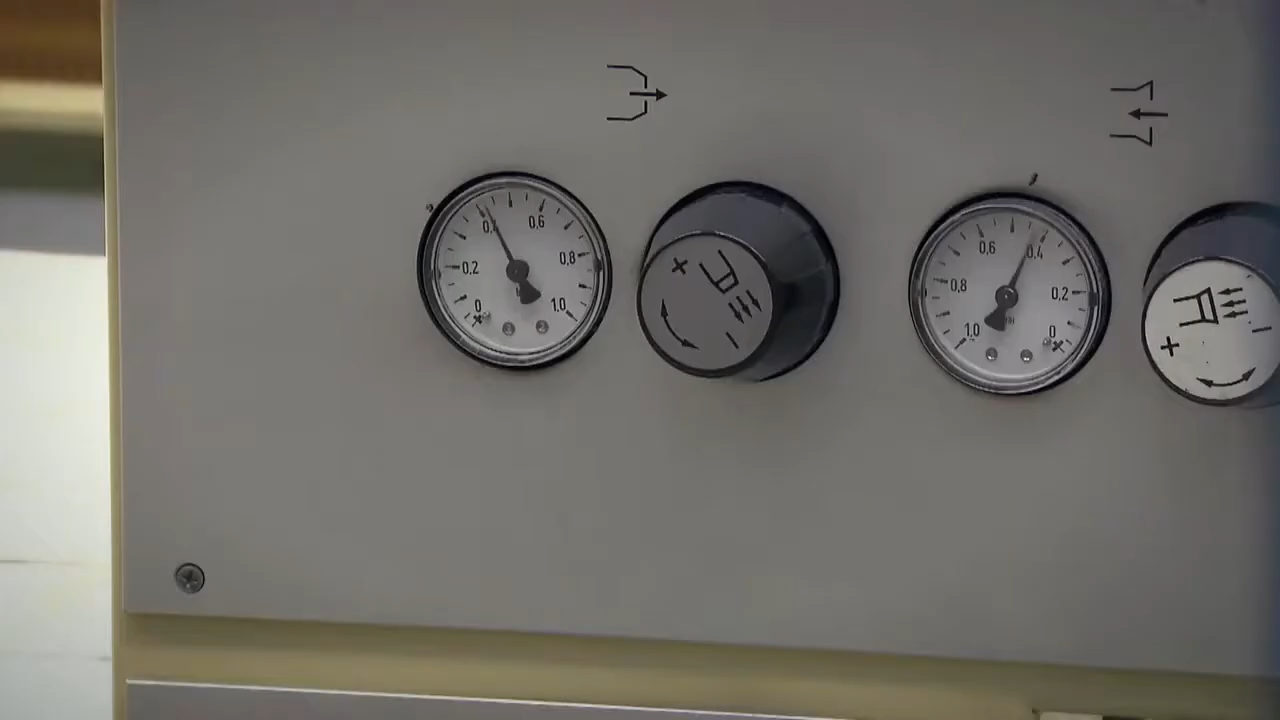 0 0,2 0,4 0,6 0,8 1,0
+ −
1,0 0,8 0,6 0,4 0,2 0
+ −